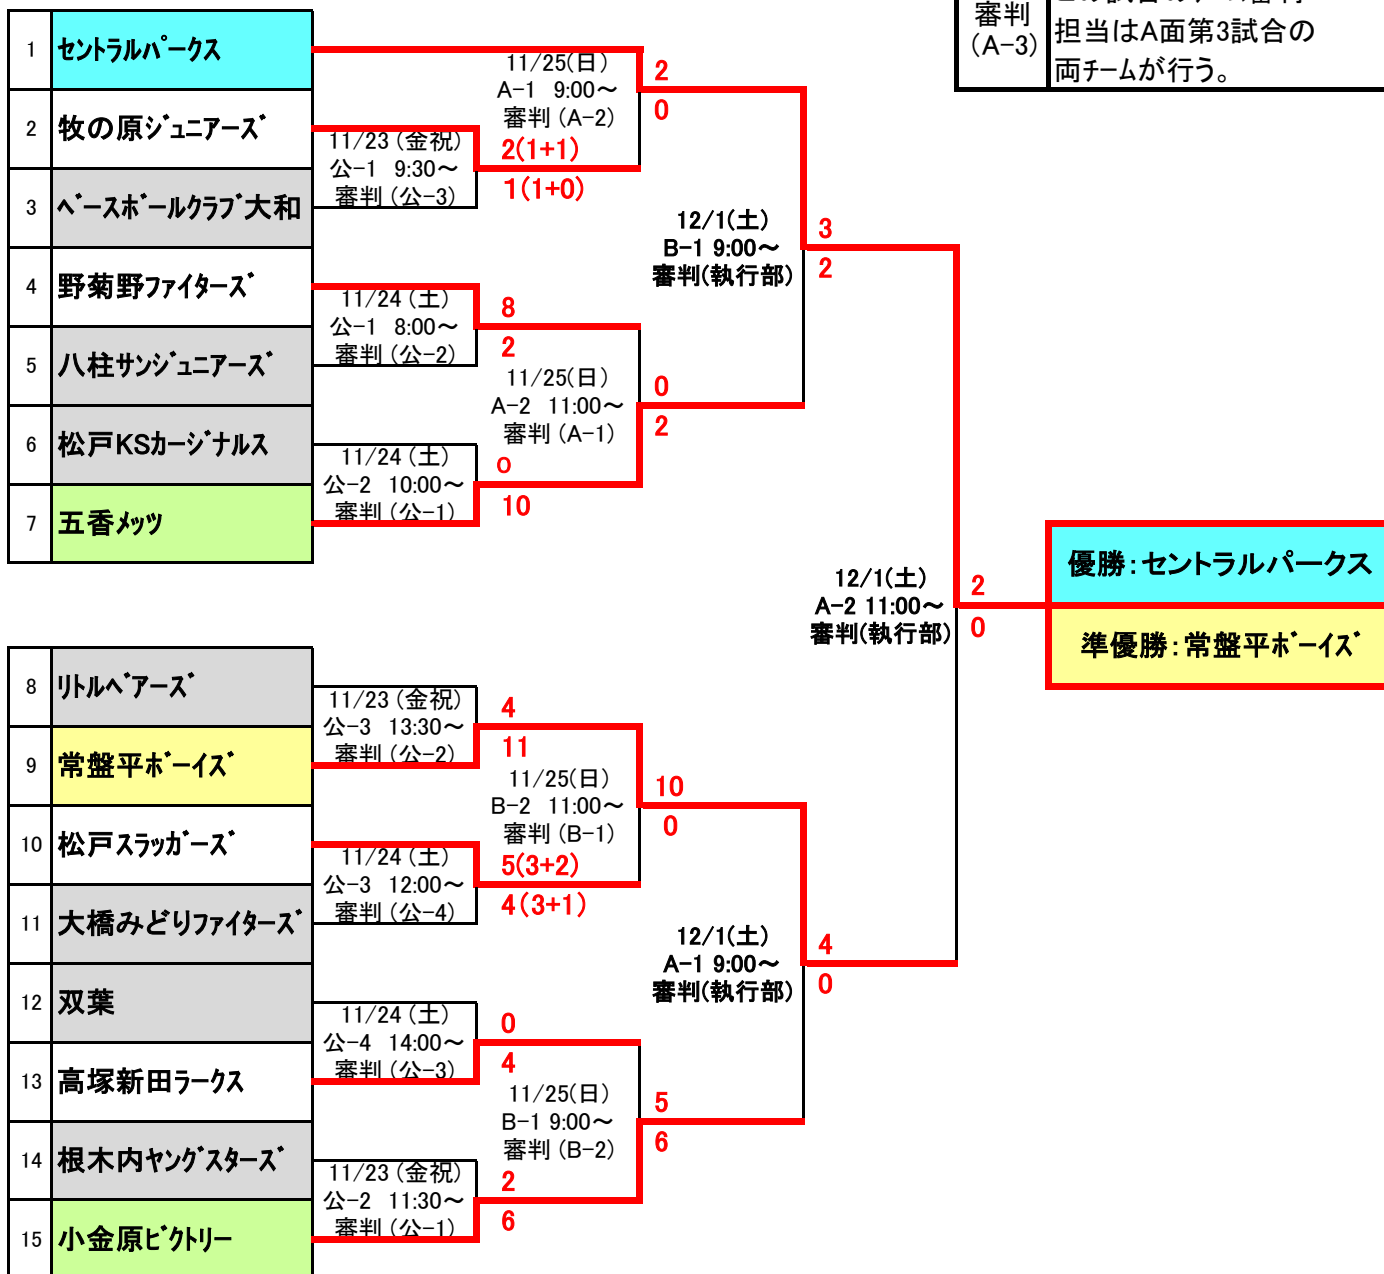 審判
(A-3)
担当はA面第3試合の
両チームが行う。
1 セントラルパークス
2 牧の原ジュニアーズ
3 ベースボールクラブ大和
4 野菊野ファイターズ
5 八柱サンジュニアーズ
6 松戸KSカージナルス
7 五香メッツ
11/25(日)
A-1 9:00～
審判(A-2)
2
0
11/23(金祝)
公-1 9:30～
審判(公-3)
2(1+1)
1(1+0)
12/1(土)
B-1 9:00～
審判(執行部)
3
2
11/24(土)
公-1 8:00～
審判(公-2)
8
2
11/25(日)
A-2 11:00～
審判(A-1)
0
2
11/24(土)
公-2 10:00～
審判(公-1)
0
10
12/1(土)
A-2 11:00～
審判(執行部)
2
0
優勝：セントラルパークス
準優勝：常盤平ボーイズ
8 リトルベアーズ
9 常盤平ボーイズ
10 松戸スラッガーズ
11 大橋みどりファイターズ
12 双葉
13 高塚新田ラークス
14 根木内ヤングスターズ
15 小金原ビクトリー
11/23(金祝)
公-3 13:30～
審判(公-2)
4
11
11/25(日)
B-2 11:00～
審判(B-1)
10
0
11/24(土)
公-3 12:00～
審判(公-4)
5(3+2)
4(3+1)
12/1(土)
A-1 9:00～
審判(執行部)
4
0
11/24(土)
公-4 14:00～
審判(公-3)
0
4
11/25(日)
B-1 9:00～
審判(B-2)
5
6
11/23(金祝)
公-2 11:30～
審判(公-1)
2
6